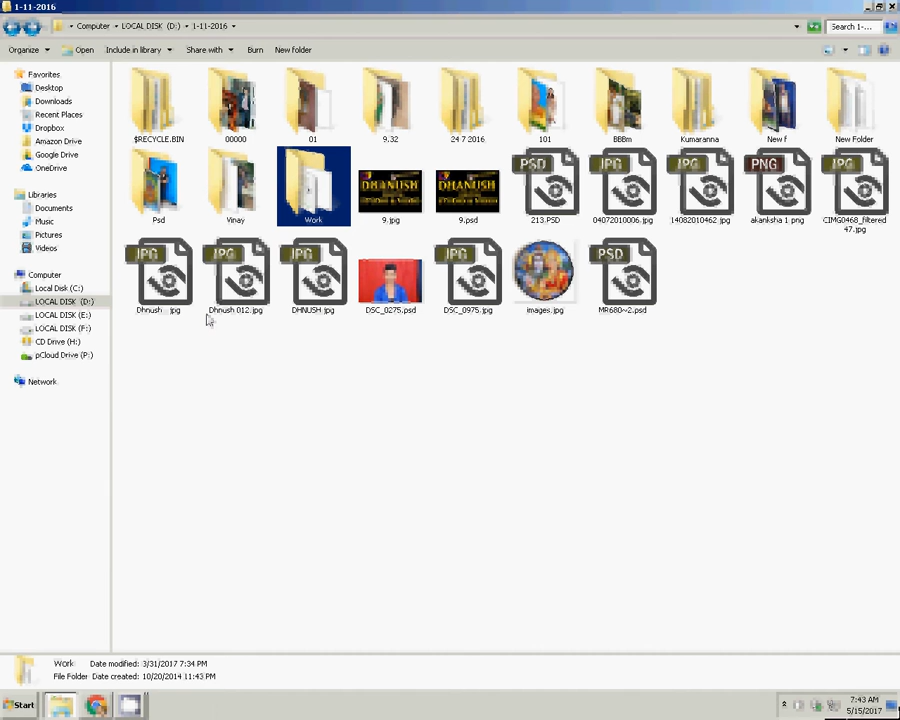 1-11-2016
Computer ▸ LOCAL DISK (D:) ▸ 1-11-2016 ▸
Search 1-...
Organize Open Include in library Share with Burn New folder
Favorites
Desktop
Downloads
Recent Places
Dropbox
Amazon Drive
Google Drive
OneDrive
Libraries
Documents
Music
Pictures
Videos
Computer
Local Disk (C:)
LOCAL DISK (D:)
LOCAL DISK (E:)
LOCAL DISK (F:)
CD Drive (H:)
pCloud Drive (P:)
Network
$RECYCLE.BIN 00000 01 9.32 24 7 2016 101 BBBm Kumaranna New f New Folder
DHANUSH DHANUSH PSD JPG JPG PNG JPG
Psd Vinay Work 9.jpg 9.psd 213.PSD 04072010006.jpg 14082010462 jpg akanksha 1 png CIMG0468_filtered
47.jpg
JPG JPG JPG JPG PSD
Dhnush jpg Dhnush 012.jpg DHNUSH jpg DSC_0275.psd DSC_0975.jpg images.jpg MR680~2.psd
Work Date modified: 3/31/2017 7:34 PM
File Folder Date created: 10/20/2014 11:43 PM
Start
7:43 AM
5/15/2017